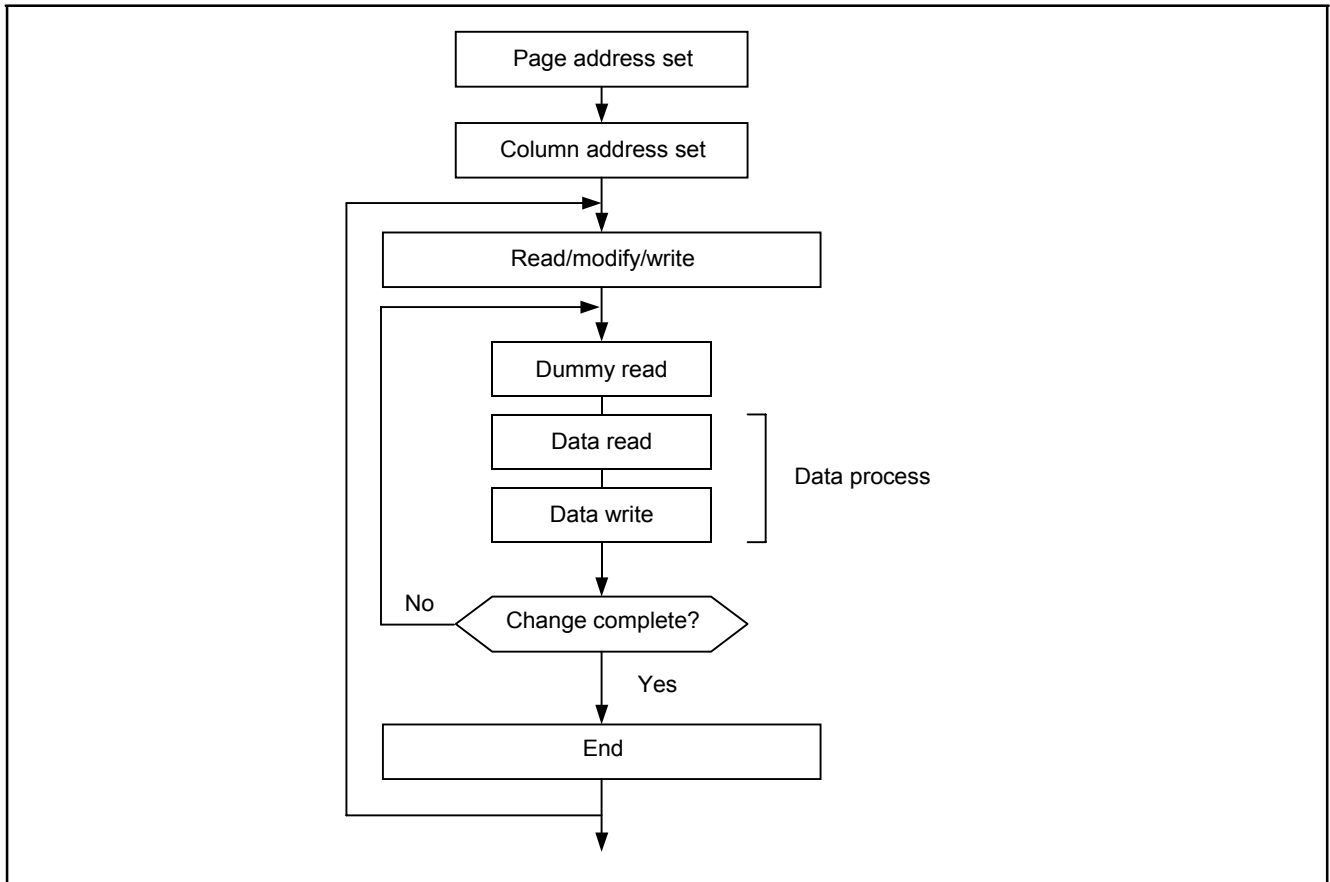 Page address set
Column address set
Read/modify/write
Dummy read
Data read
Data process
Data write
No
Change complete?
Yes
End